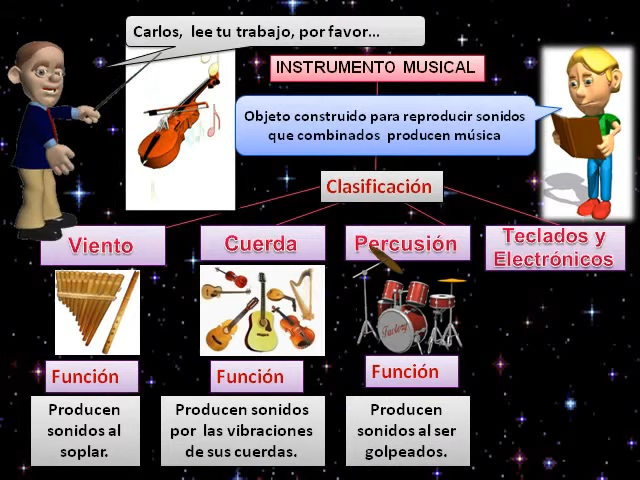 Carlos,  lee tu trabajo, por favor...
INSTRUMENTO  MUSICAL
Objeto construido para reproducir sonidos
que combinados  producen música
Clasificación
Viento
Cuerda
Percusión
Teclados y
Electrónicos
Factory
Función
Función
Función
Producen
sonidos al
soplar.
Producen sonidos
por  las vibraciones
de sus cuerdas.
Producen
sonidos al ser
golpeados.